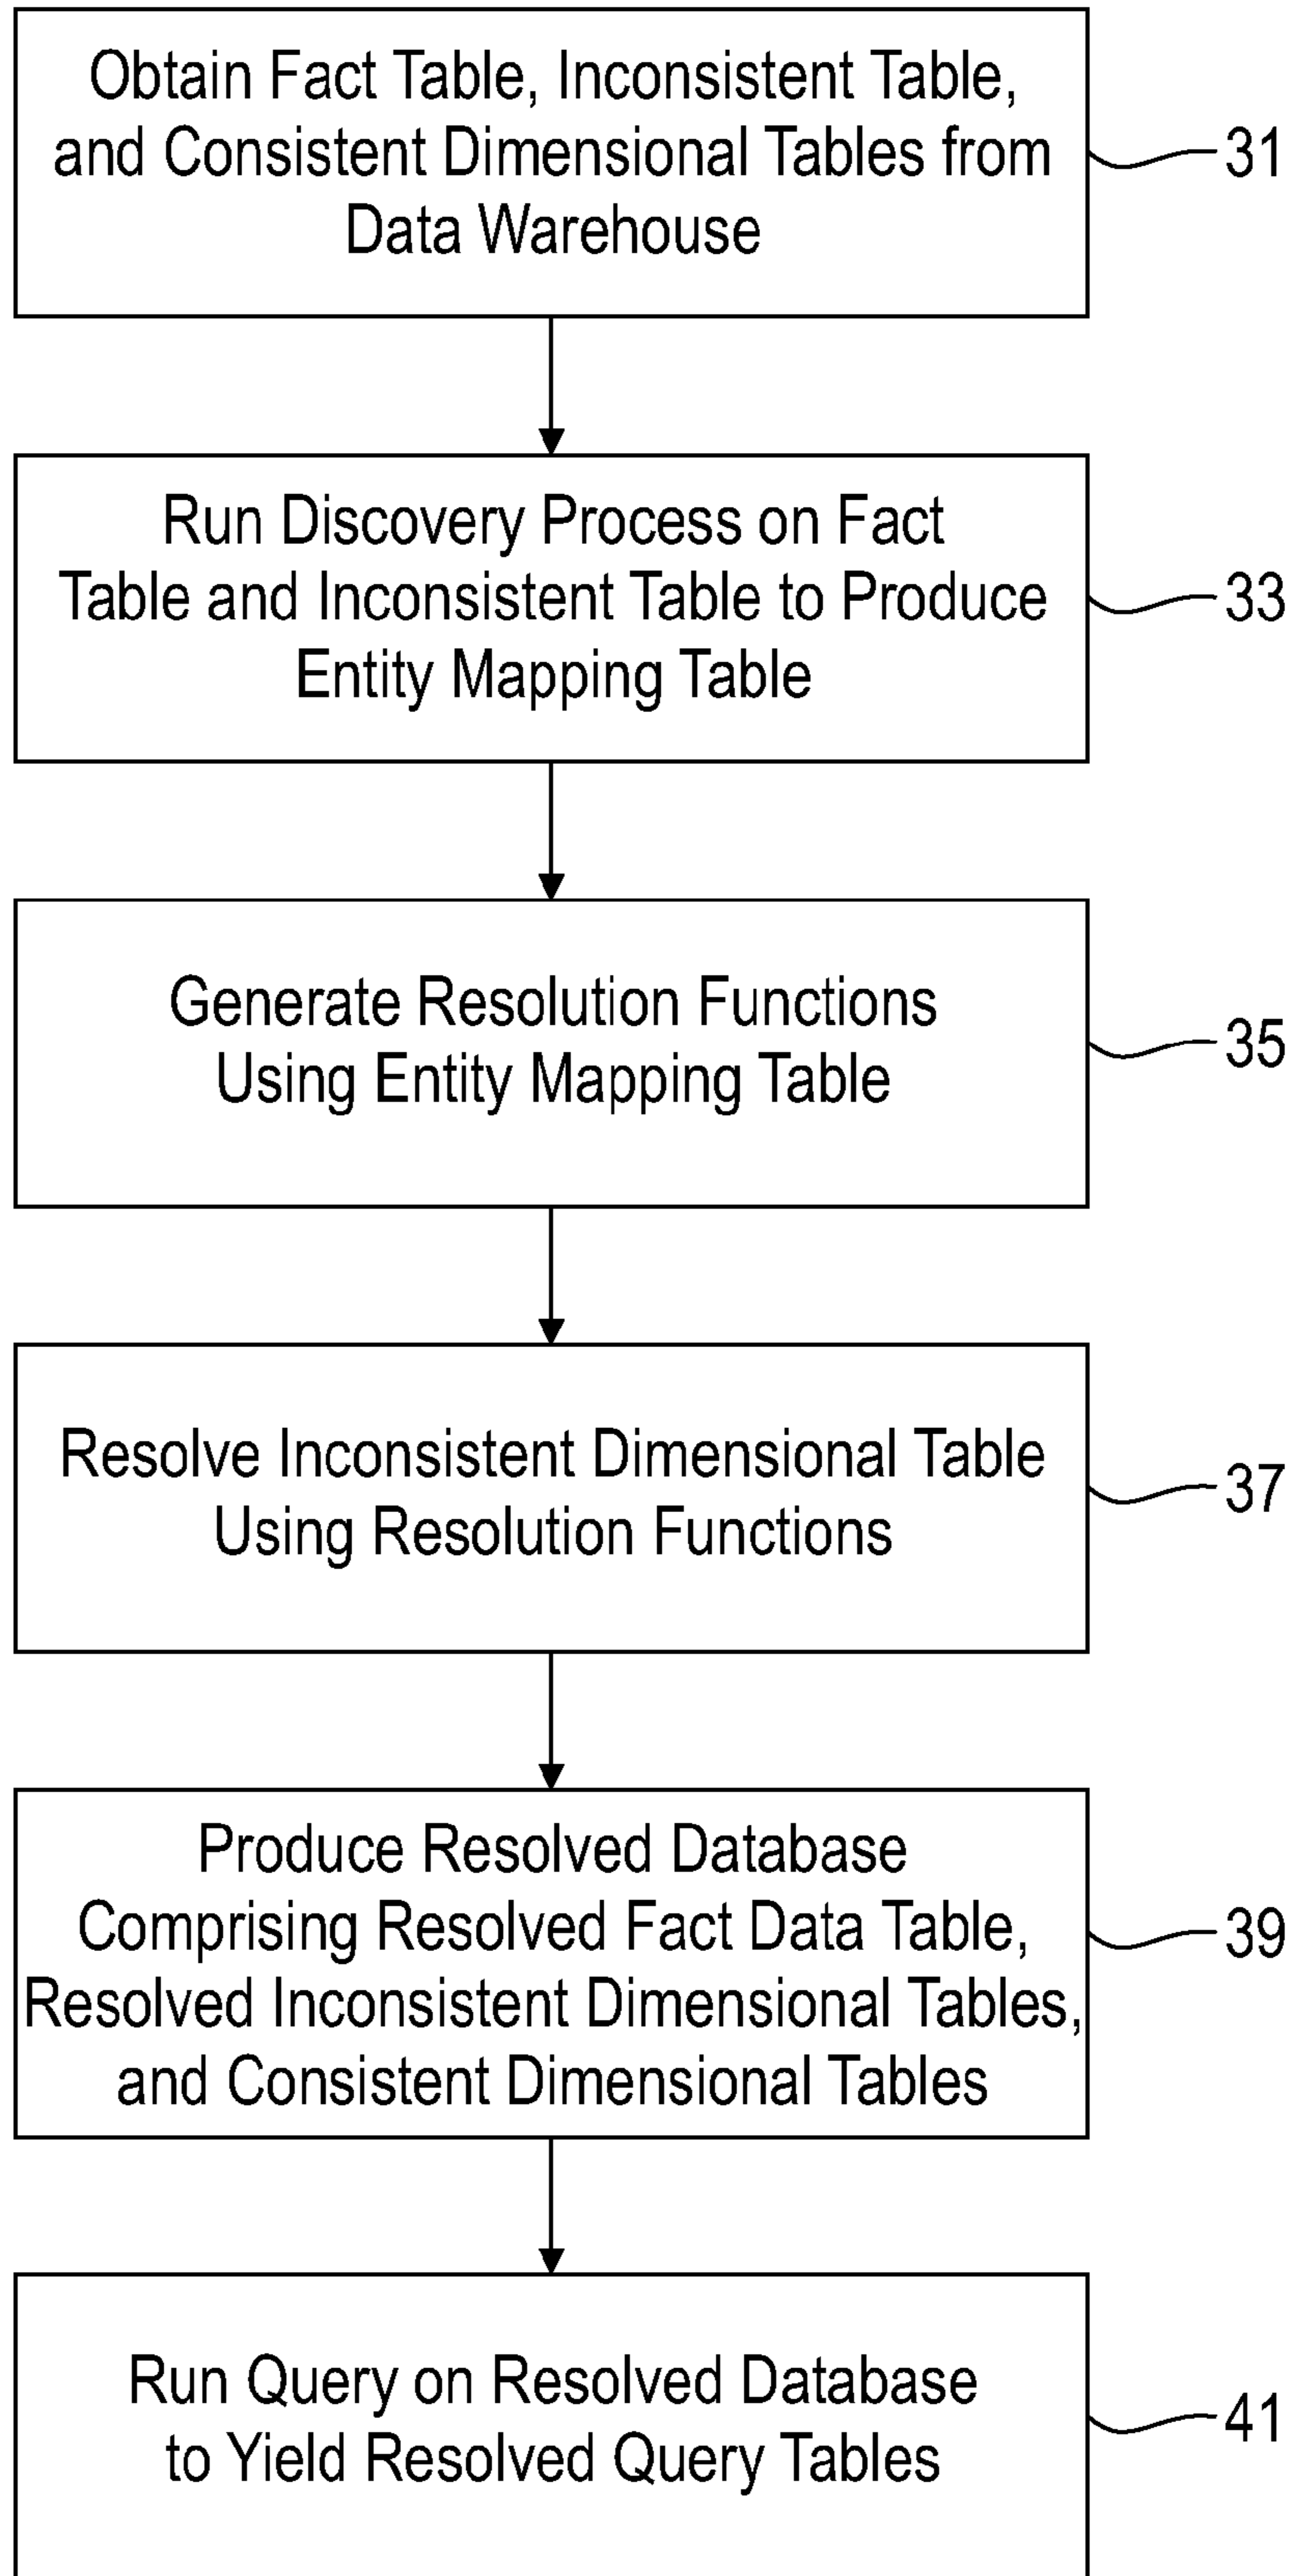 Obtain Fact Table, Inconsistent Table,
and Consistent Dimensional Tables from
Data Warehouse
31
Run Discovery Process on Fact
Table and Inconsistent Table to Produce
Entity Mapping Table
33
Generate Resolution Functions
Using Entity Mapping Table
35
Resolve Inconsistent Dimensional Table
Using Resolution Functions
37
Produce Resolved Database
Comprising Resolved Fact Data Table,
Resolved Inconsistent Dimensional Tables,
and Consistent Dimensional Tables
39
Run Query on Resolved Database
to Yield Resolved Query Tables
41